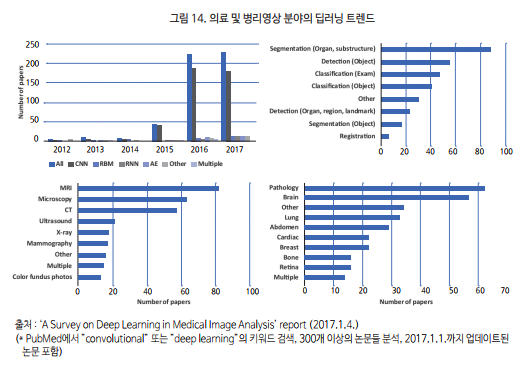 그림 14. 의료 및 병리영상 분야의 딥러닝 트렌드
Number of papers
250
200
150
100
50
0
2012 2013 2014 2015 2016 2017
All CNN RBM RNN AE Other Multiple
Segmentation (Organ, substructure)
Detection (Object)
Classification (Exam)
Classification (Object)
Other
Detection (Organ, region, landmark)
Segmentation (Object)
Registration
0 20 40 60 80 100
MRI
Microscopy
CT
Ultrasound
X-ray
Mammography
Other
Multiple
Color fundus photos
0 20 40 60 80 100
Number of papers
Pathology
Brain
Other
Lung
Abdomen
Cardiac
Breast
Bone
Retina
Multiple
0 10 20 30 40 50 60 70
Number of papers
출처 : 'A Survey on Deep Learning in Medical Image Analysis' report (2017.1.4.)
(* PubMed에서 "convolutional" 또는 "deep learning"의 키워드 검색, 300개 이상의 논문들 분석, 2017.1.1.까지 업데이트된
논문 포함)